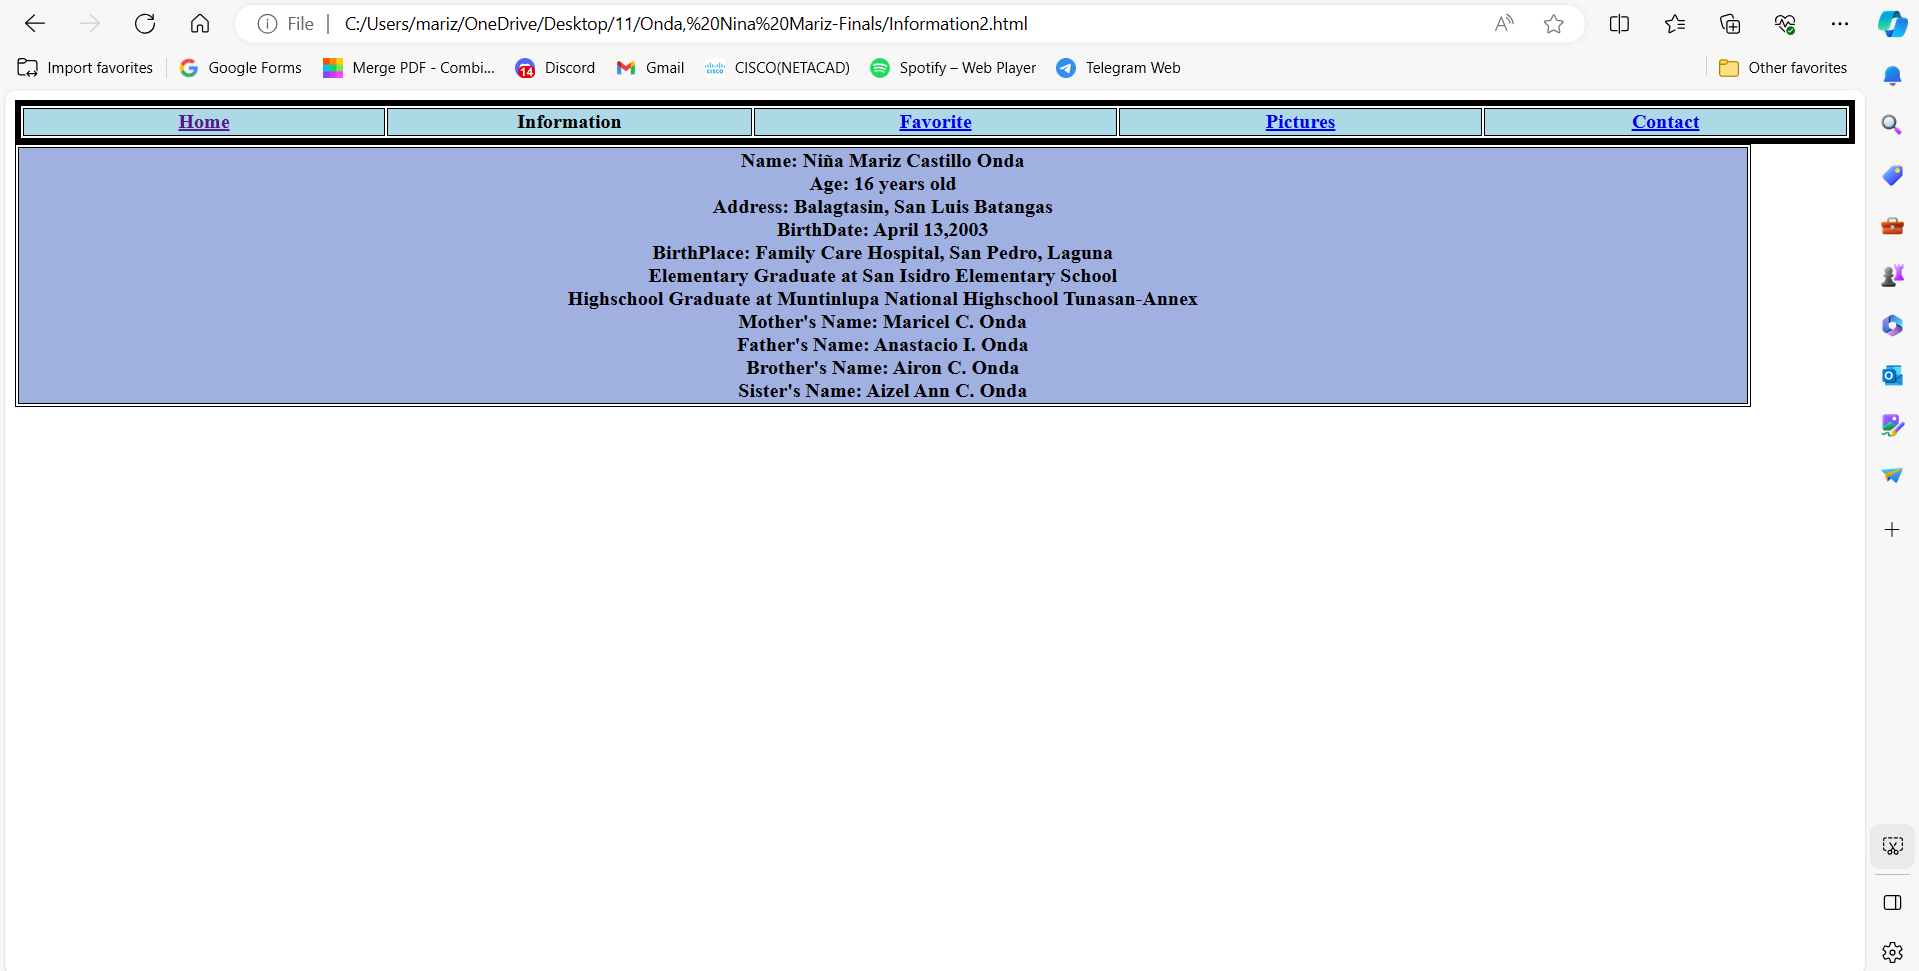 File C:/Users/mariz/OneDrive/Desktop/11/Onda,%20Nina%20Mariz-Finals/Information2.html
Import favorites Google Forms Merge PDF - Combi... 14 Discord Gmail CISCO CISCO(NETACAD) Spotify – Web Player Telegram Web Other favorites
Home Information Favorite Pictures Contact
Name: Niña Mariz Castillo Onda
Age: 16 years old
Address: Balagtasin, San Luis Batangas
BirthDate: April 13,2003
BirthPlace: Family Care Hospital, San Pedro, Laguna
Elementary Graduate at San Isidro Elementary School
Highschool Graduate at Muntinlupa National Highschool Tunasan-Annex
Mother's Name: Maricel C. Onda
Father's Name: Anastacio I. Onda
Brother's Name: Airon C. Onda
Sister's Name: Aizel Ann C. Onda